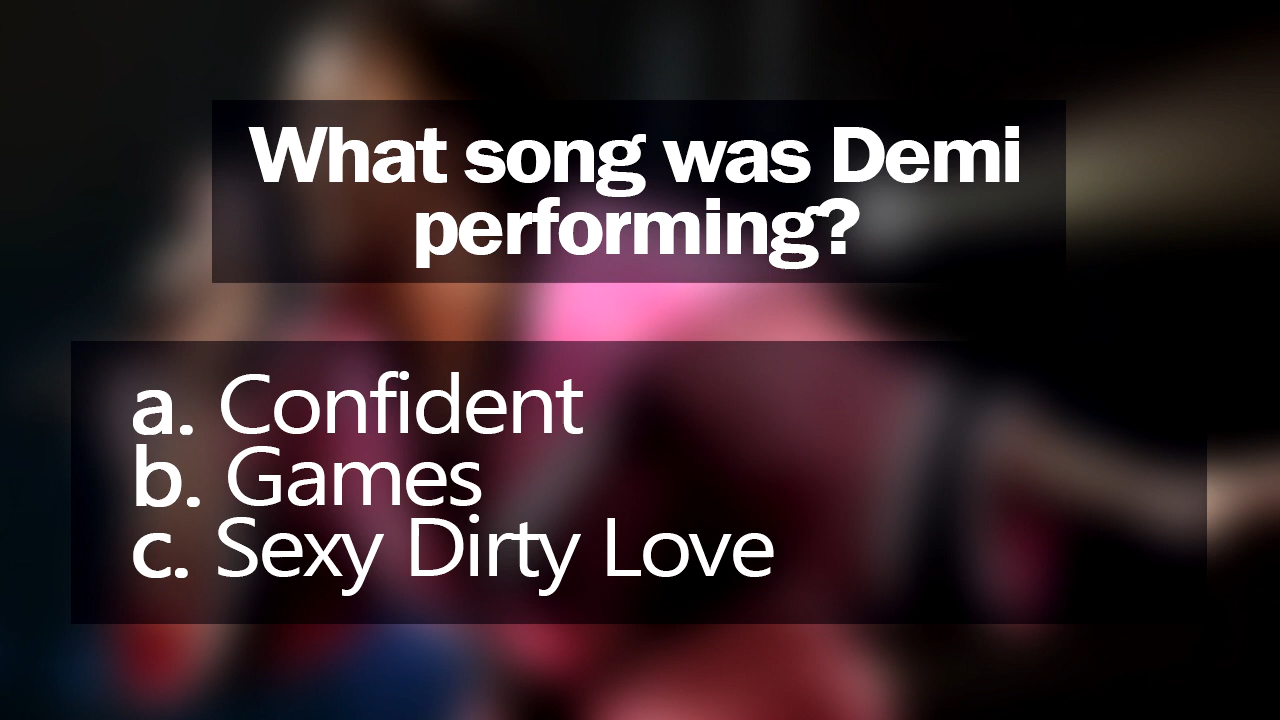 What song was Demi
performing?
a. Confident
b. Games
c. Sexy Dirty Love